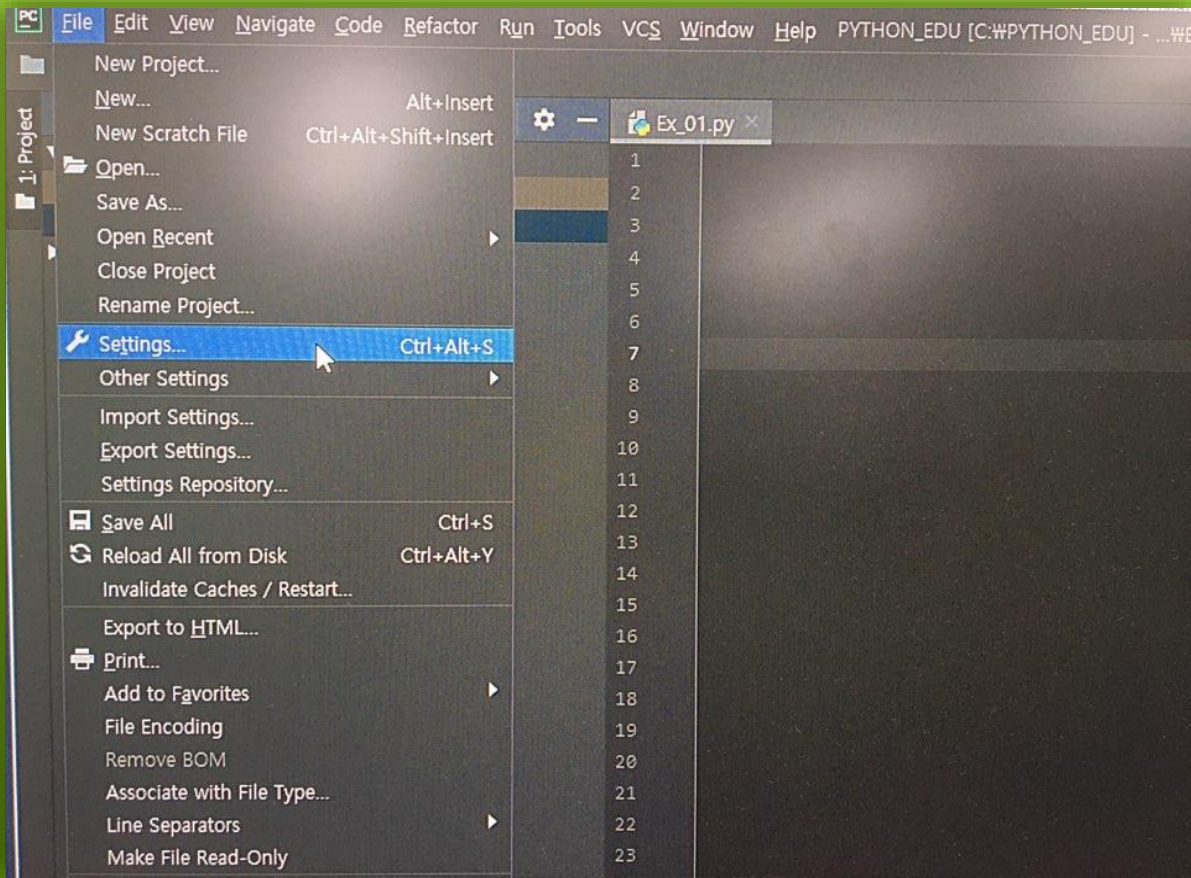 PC File Edit View Navigate Code Refactor Run Tools VCS Window Help PYTHON_EDU [C:₩PYTHON_EDU] - ...₩E
New Project...
New... Alt+Insert
New Scratch File Ctrl+Alt+Shift+Insert
Open...
Save As...
Open Recent
Close Project
Rename Project...
Settings... Ctrl+Alt+S
Other Settings
Import Settings...
Export Settings...
Settings Repository...
Save All Ctrl+S
Reload All from Disk Ctrl+Alt+Y
Invalidate Caches / Restart...
Export to HTML...
Print...
Add to Favorites
File Encoding
Remove BOM
Associate with File Type...
Line Separators
Make File Read-Only
1: Project
Ex_01.py
1
2
3
4
5
6
7
8
9
10
11
12
13
14
15
16
17
18
19
20
21
22
23